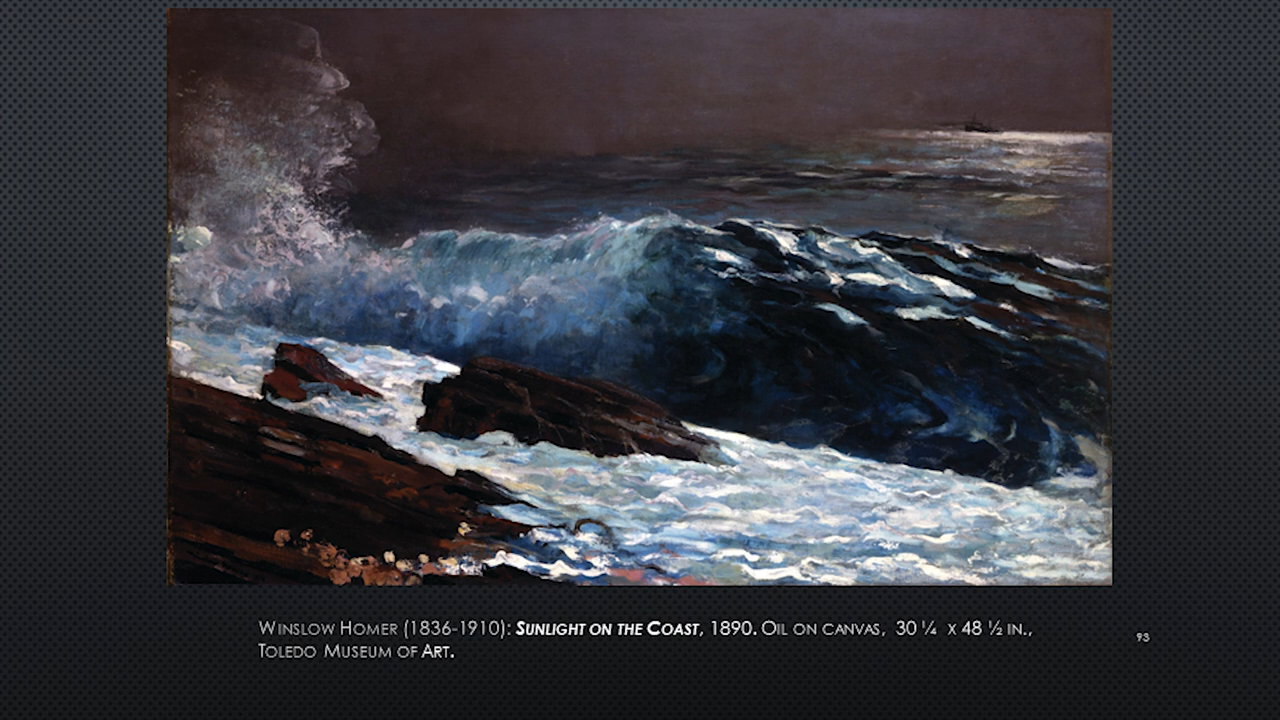 Winslow Homer (1836-1910): Sunlight on the Coast, 1890. Oil on canvas, 30 ¼ x 48 ½ in.,
Toledo Museum of Art.
93